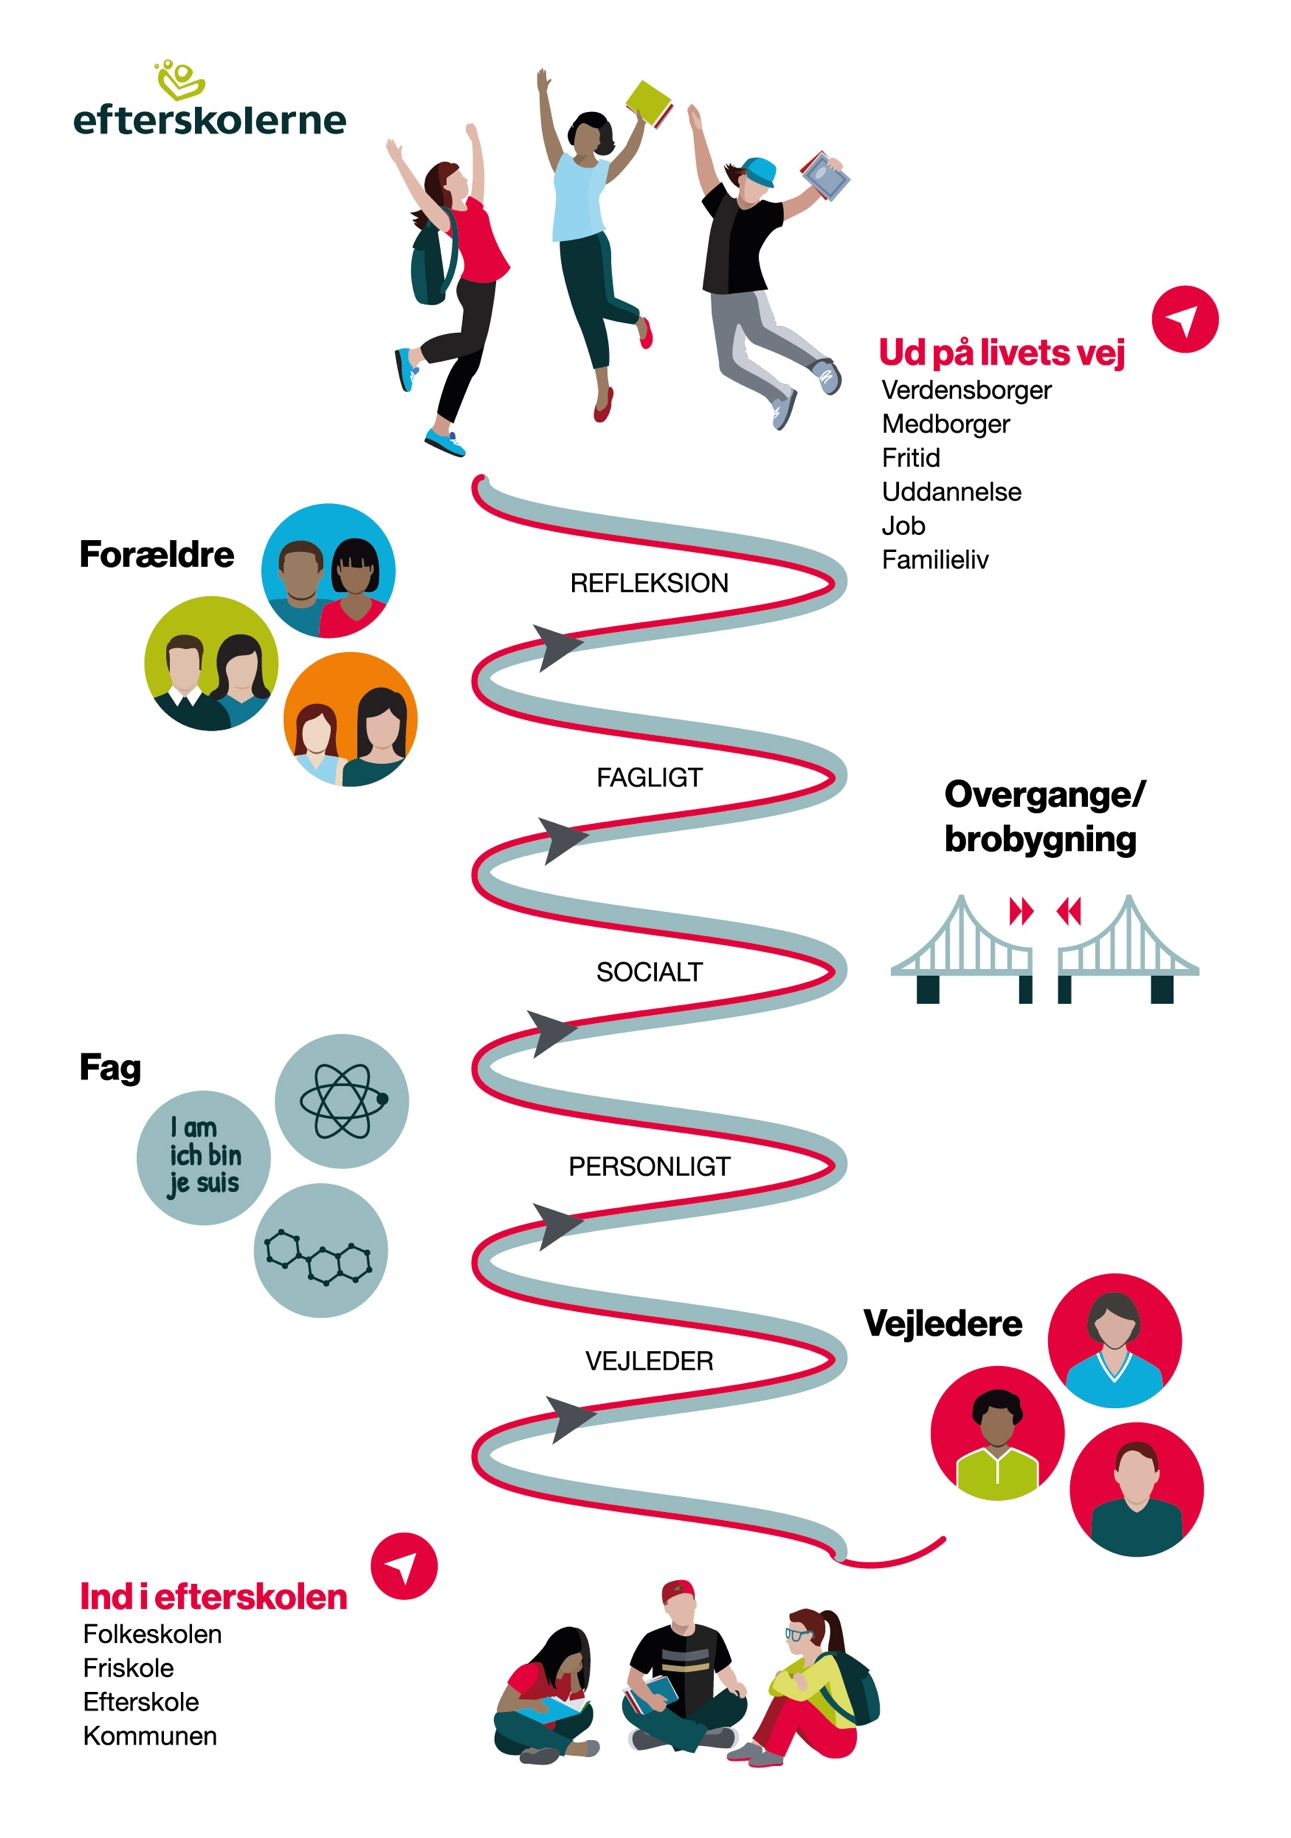 efterskolerne
Ud på livets vej
Verdensborger
Medborger
Fritid
Uddannelse
Job
Familieliv
Forældre
REFLEKSION
FAGLIGT
Overgange/
brobygning
SOCIALT
Fag
I am
ich bin
je suis
PERSONLIGT
Vejledere
VEJLEDER
Ind i efterskolen
Folkeskolen
Friskole
Efterskole
Kommunen